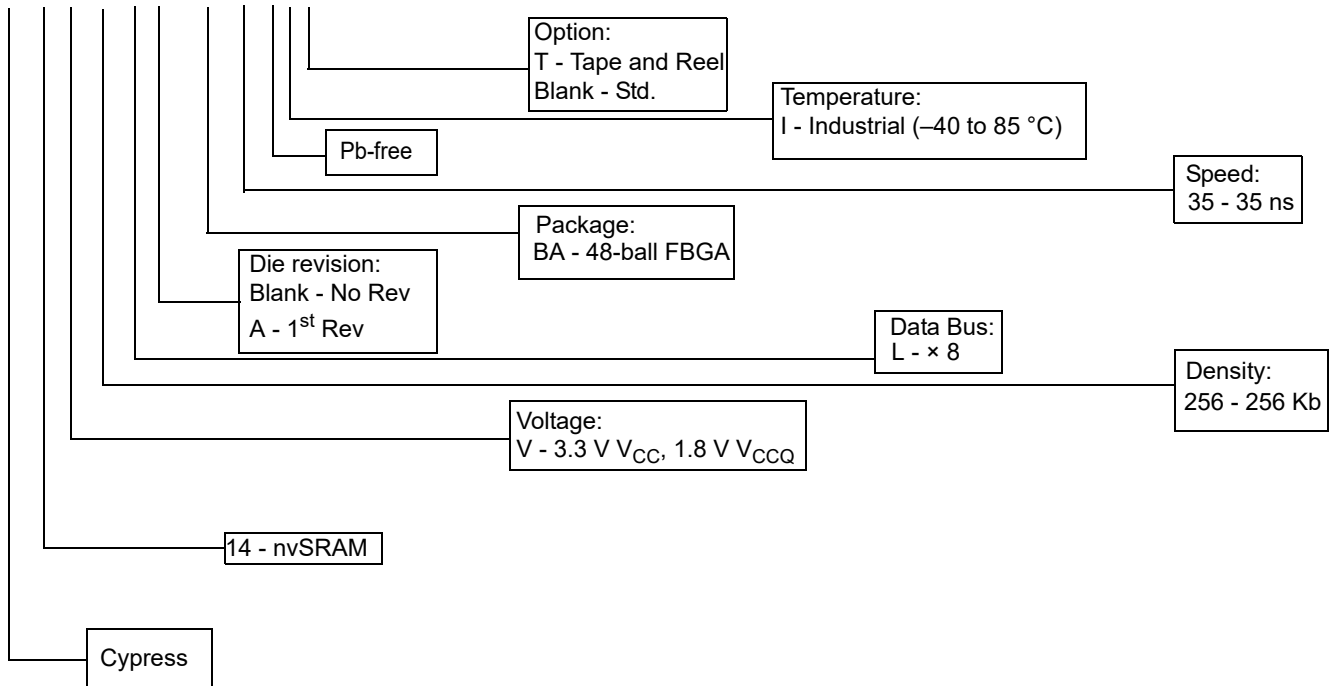 Option:
T - Tape and Reel
Blank - Std.
Temperature:
I - Industrial (–40 to 85 °C)
Pb-free
Speed:
35 - 35 ns
Package:
BA - 48-ball FBGA
Die revision:
Blank - No Rev
A - 1st Rev
Data Bus:
L - × 8
Density:
256 - 256 Kb
Voltage:
V - 3.3 V VCC, 1.8 V VCCQ
14 - nvSRAM
Cypress